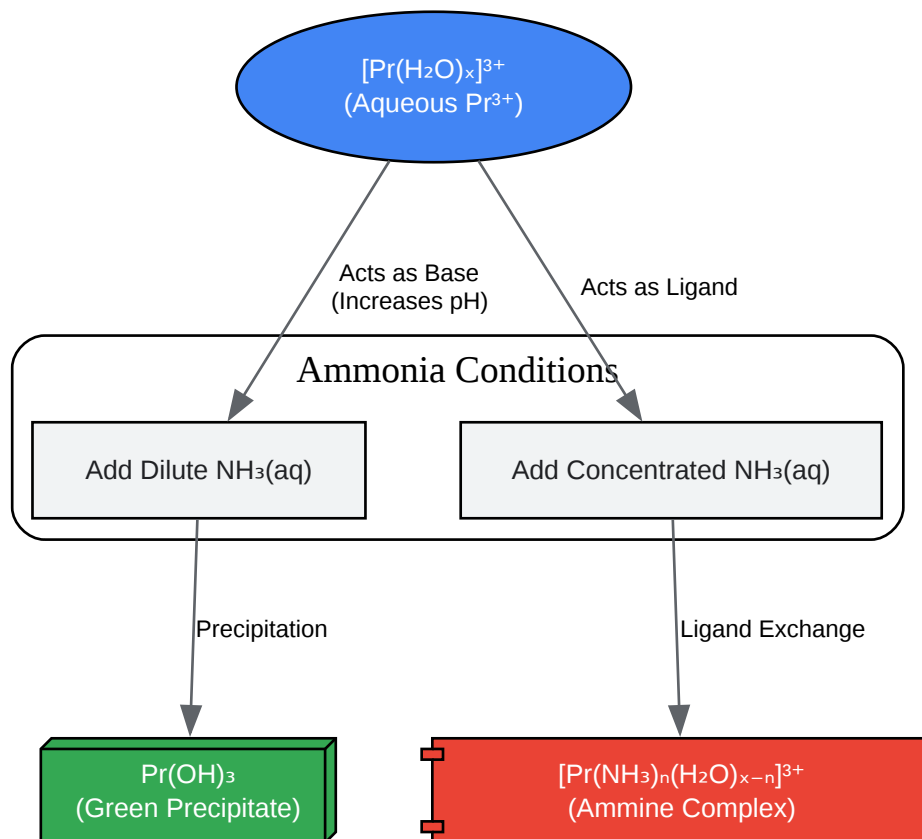 [Pr(H₂O)ₓ]³⁺
(Aqueous Pr³⁺)
Acts as Base
(Increases pH)
Acts as Ligand
Ammonia Conditions
Add Dilute NH₃(aq)
Add Concentrated NH₃(aq)
Precipitation
Ligand Exchange
Pr(OH)₃
(Green Precipitate)
[Pr(NH₃)ₙ(H₂O)ₓ₋ₙ]³⁺
(Ammine Complex)